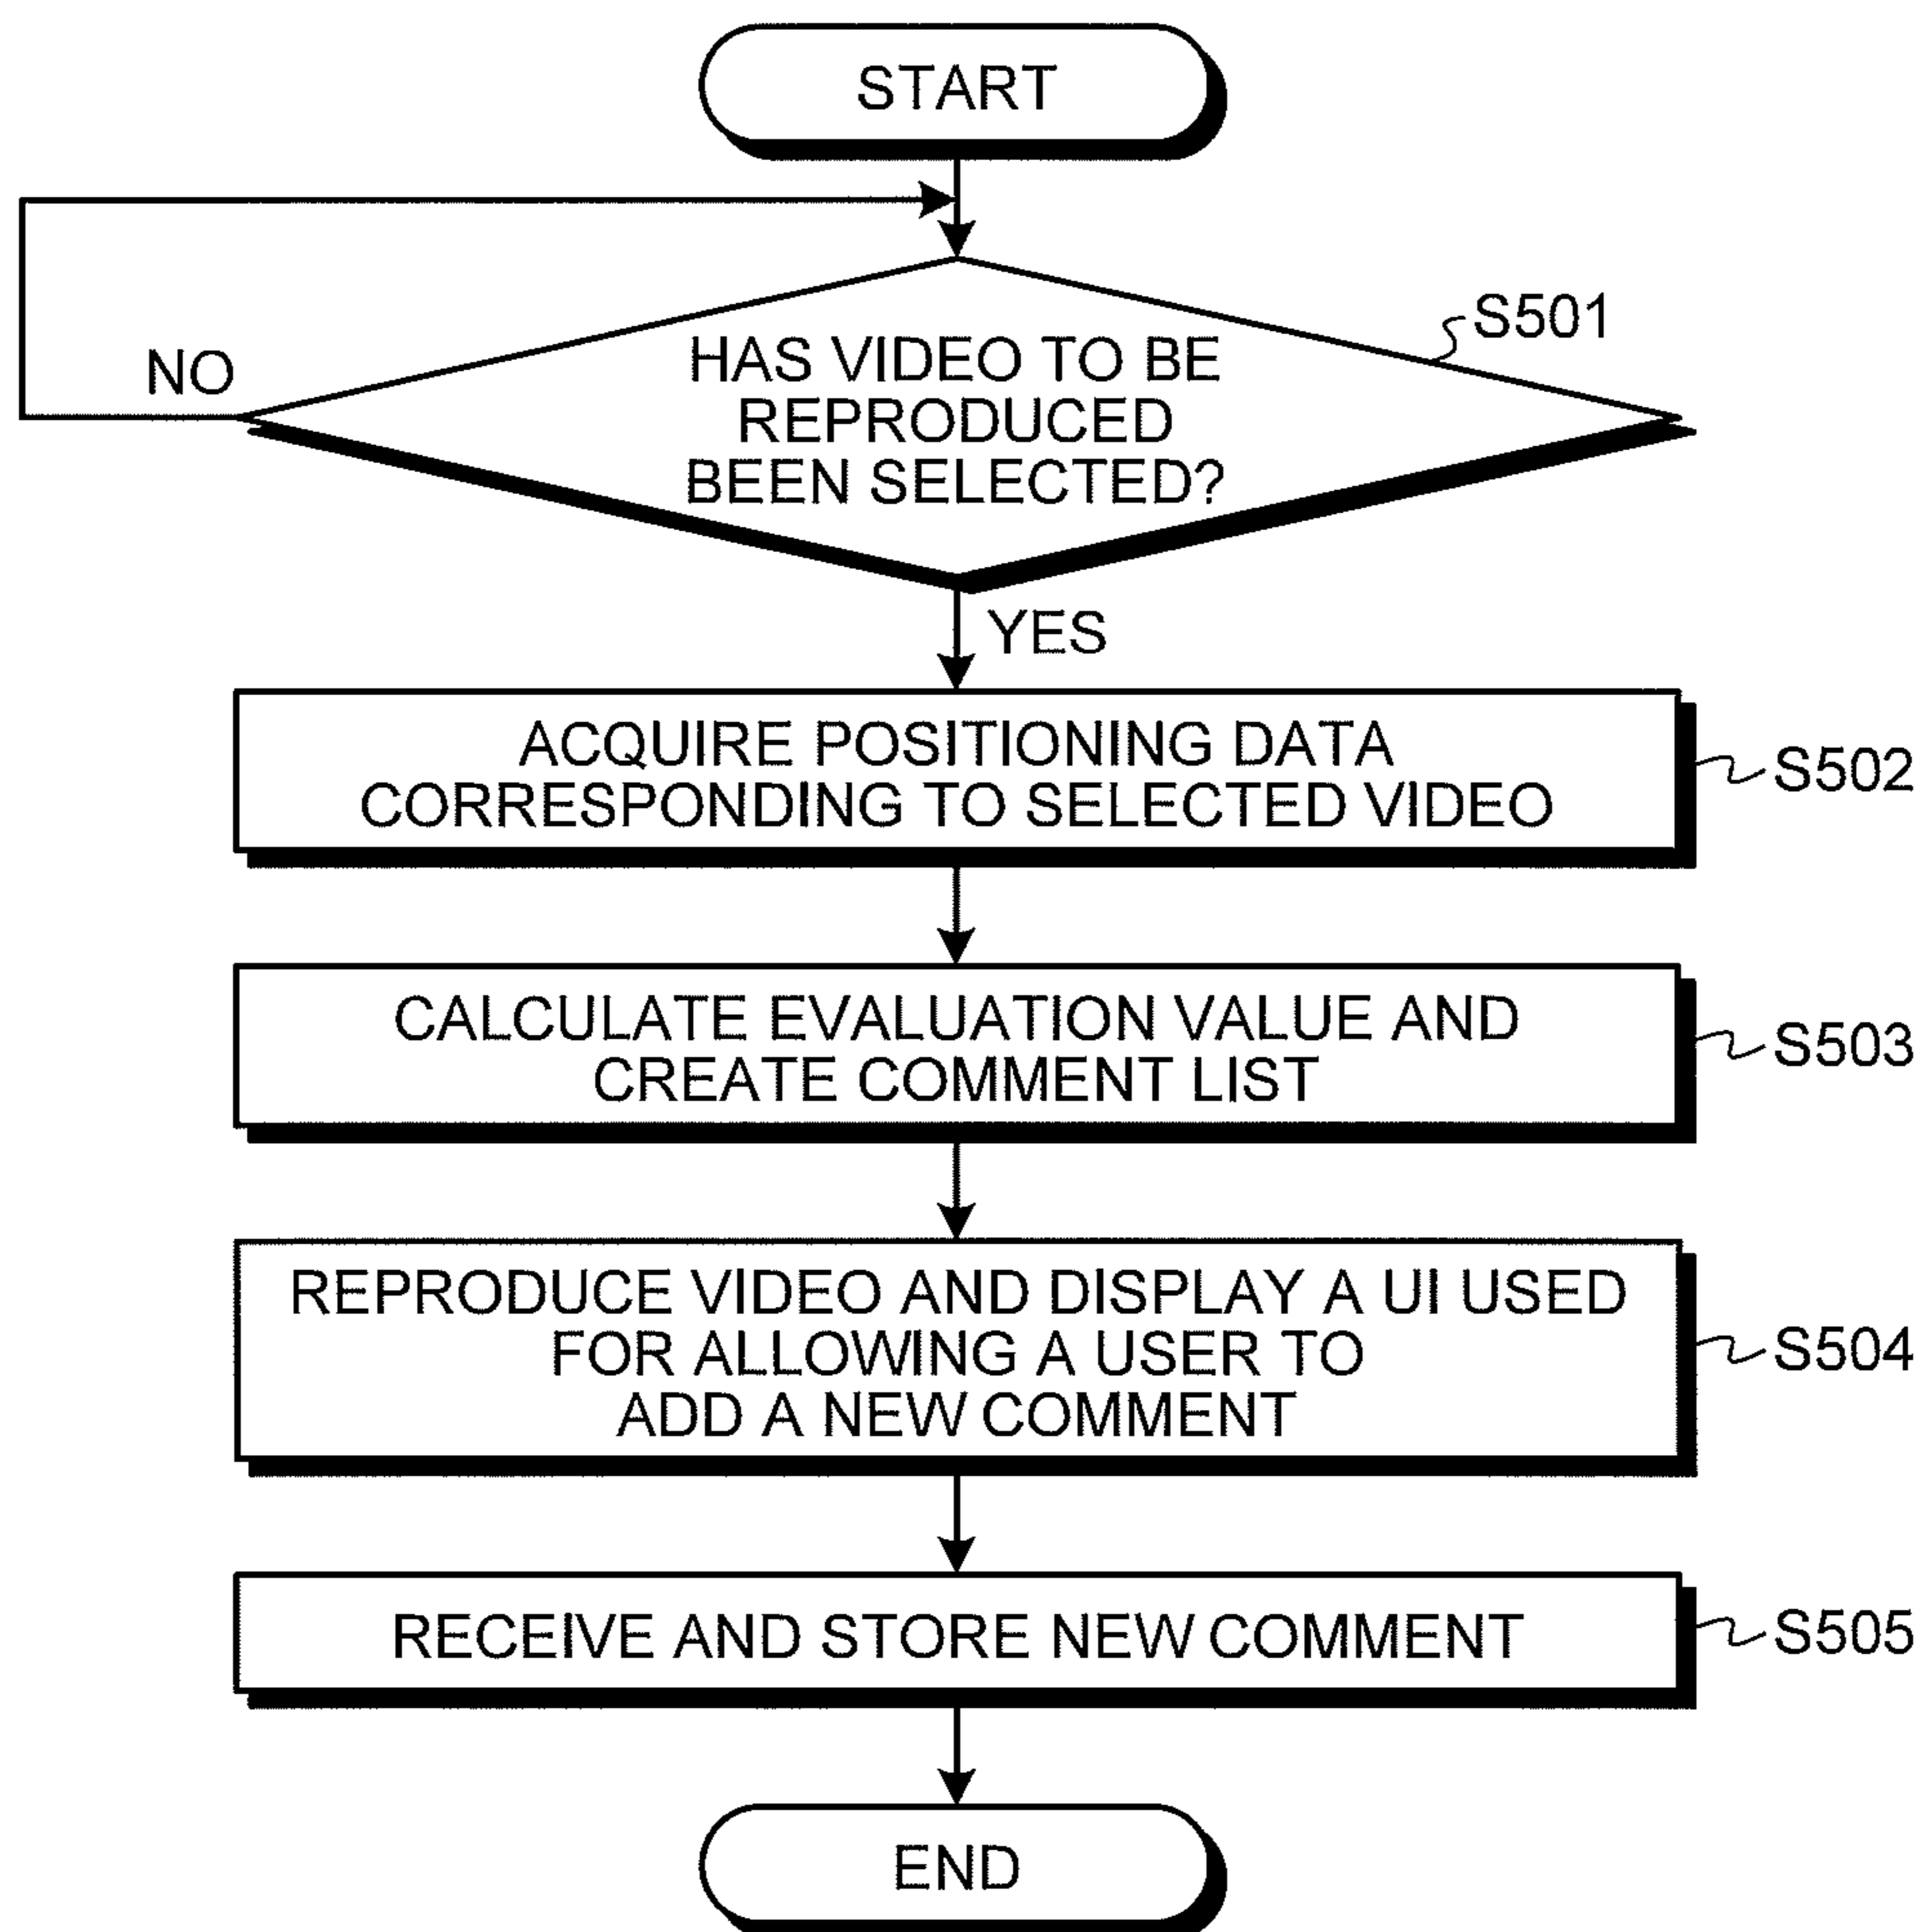 START
HAS VIDEO TO BE
REPRODUCED
BEEN SELECTED?
S501
NO
YES
ACQUIRE POSITIONING DATA
CORRESPONDING TO SELECTED VIDEO
S502
CALCULATE EVALUATION VALUE AND
CREATE COMMENT LIST
S503
REPRODUCE VIDEO AND DISPLAY A UI USED
FOR ALLOWING A USER TO
ADD A NEW COMMENT
S504
RECEIVE AND STORE NEW COMMENT
S505
END